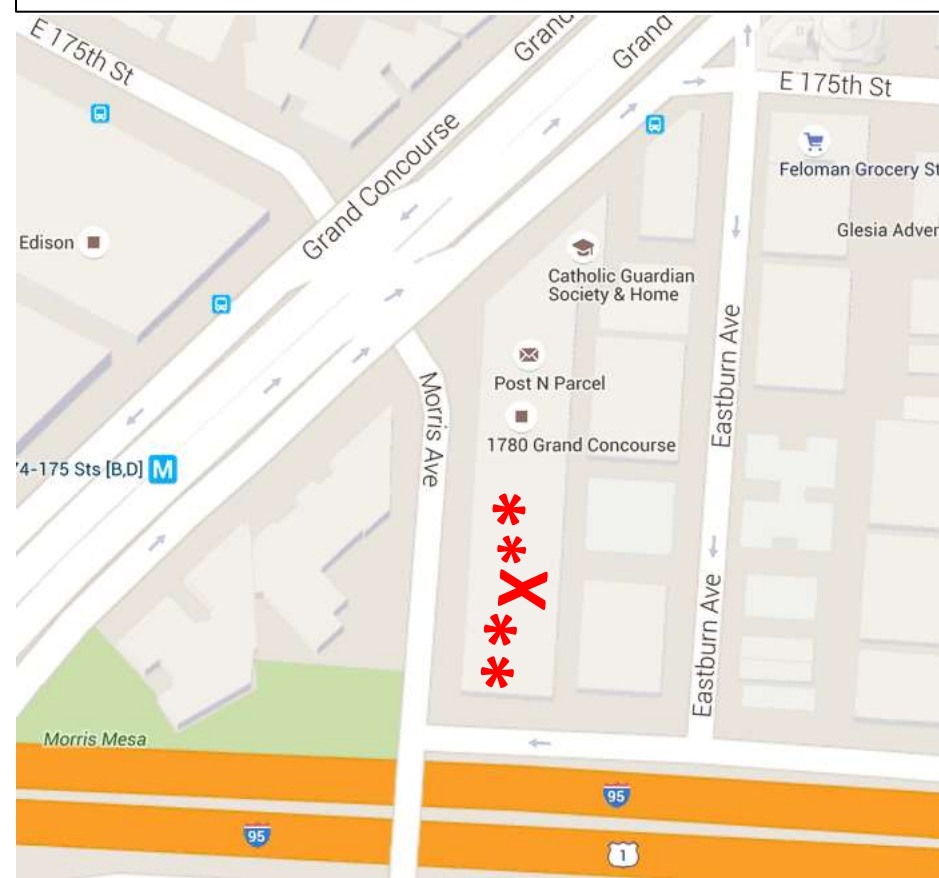 E 175th St
Grand
Grand
E 175th St
Grand Concourse
Feloman Grocery St
Edison
Glesia Adver
Catholic Guardian
Society & Home
Eastburn Ave
Post N Parcel
Morris Ave
1780 Grand Concourse
4-175 Sts [B,D] M
* * X * *
Eastburn Ave
Morris Mesa
95
95
1